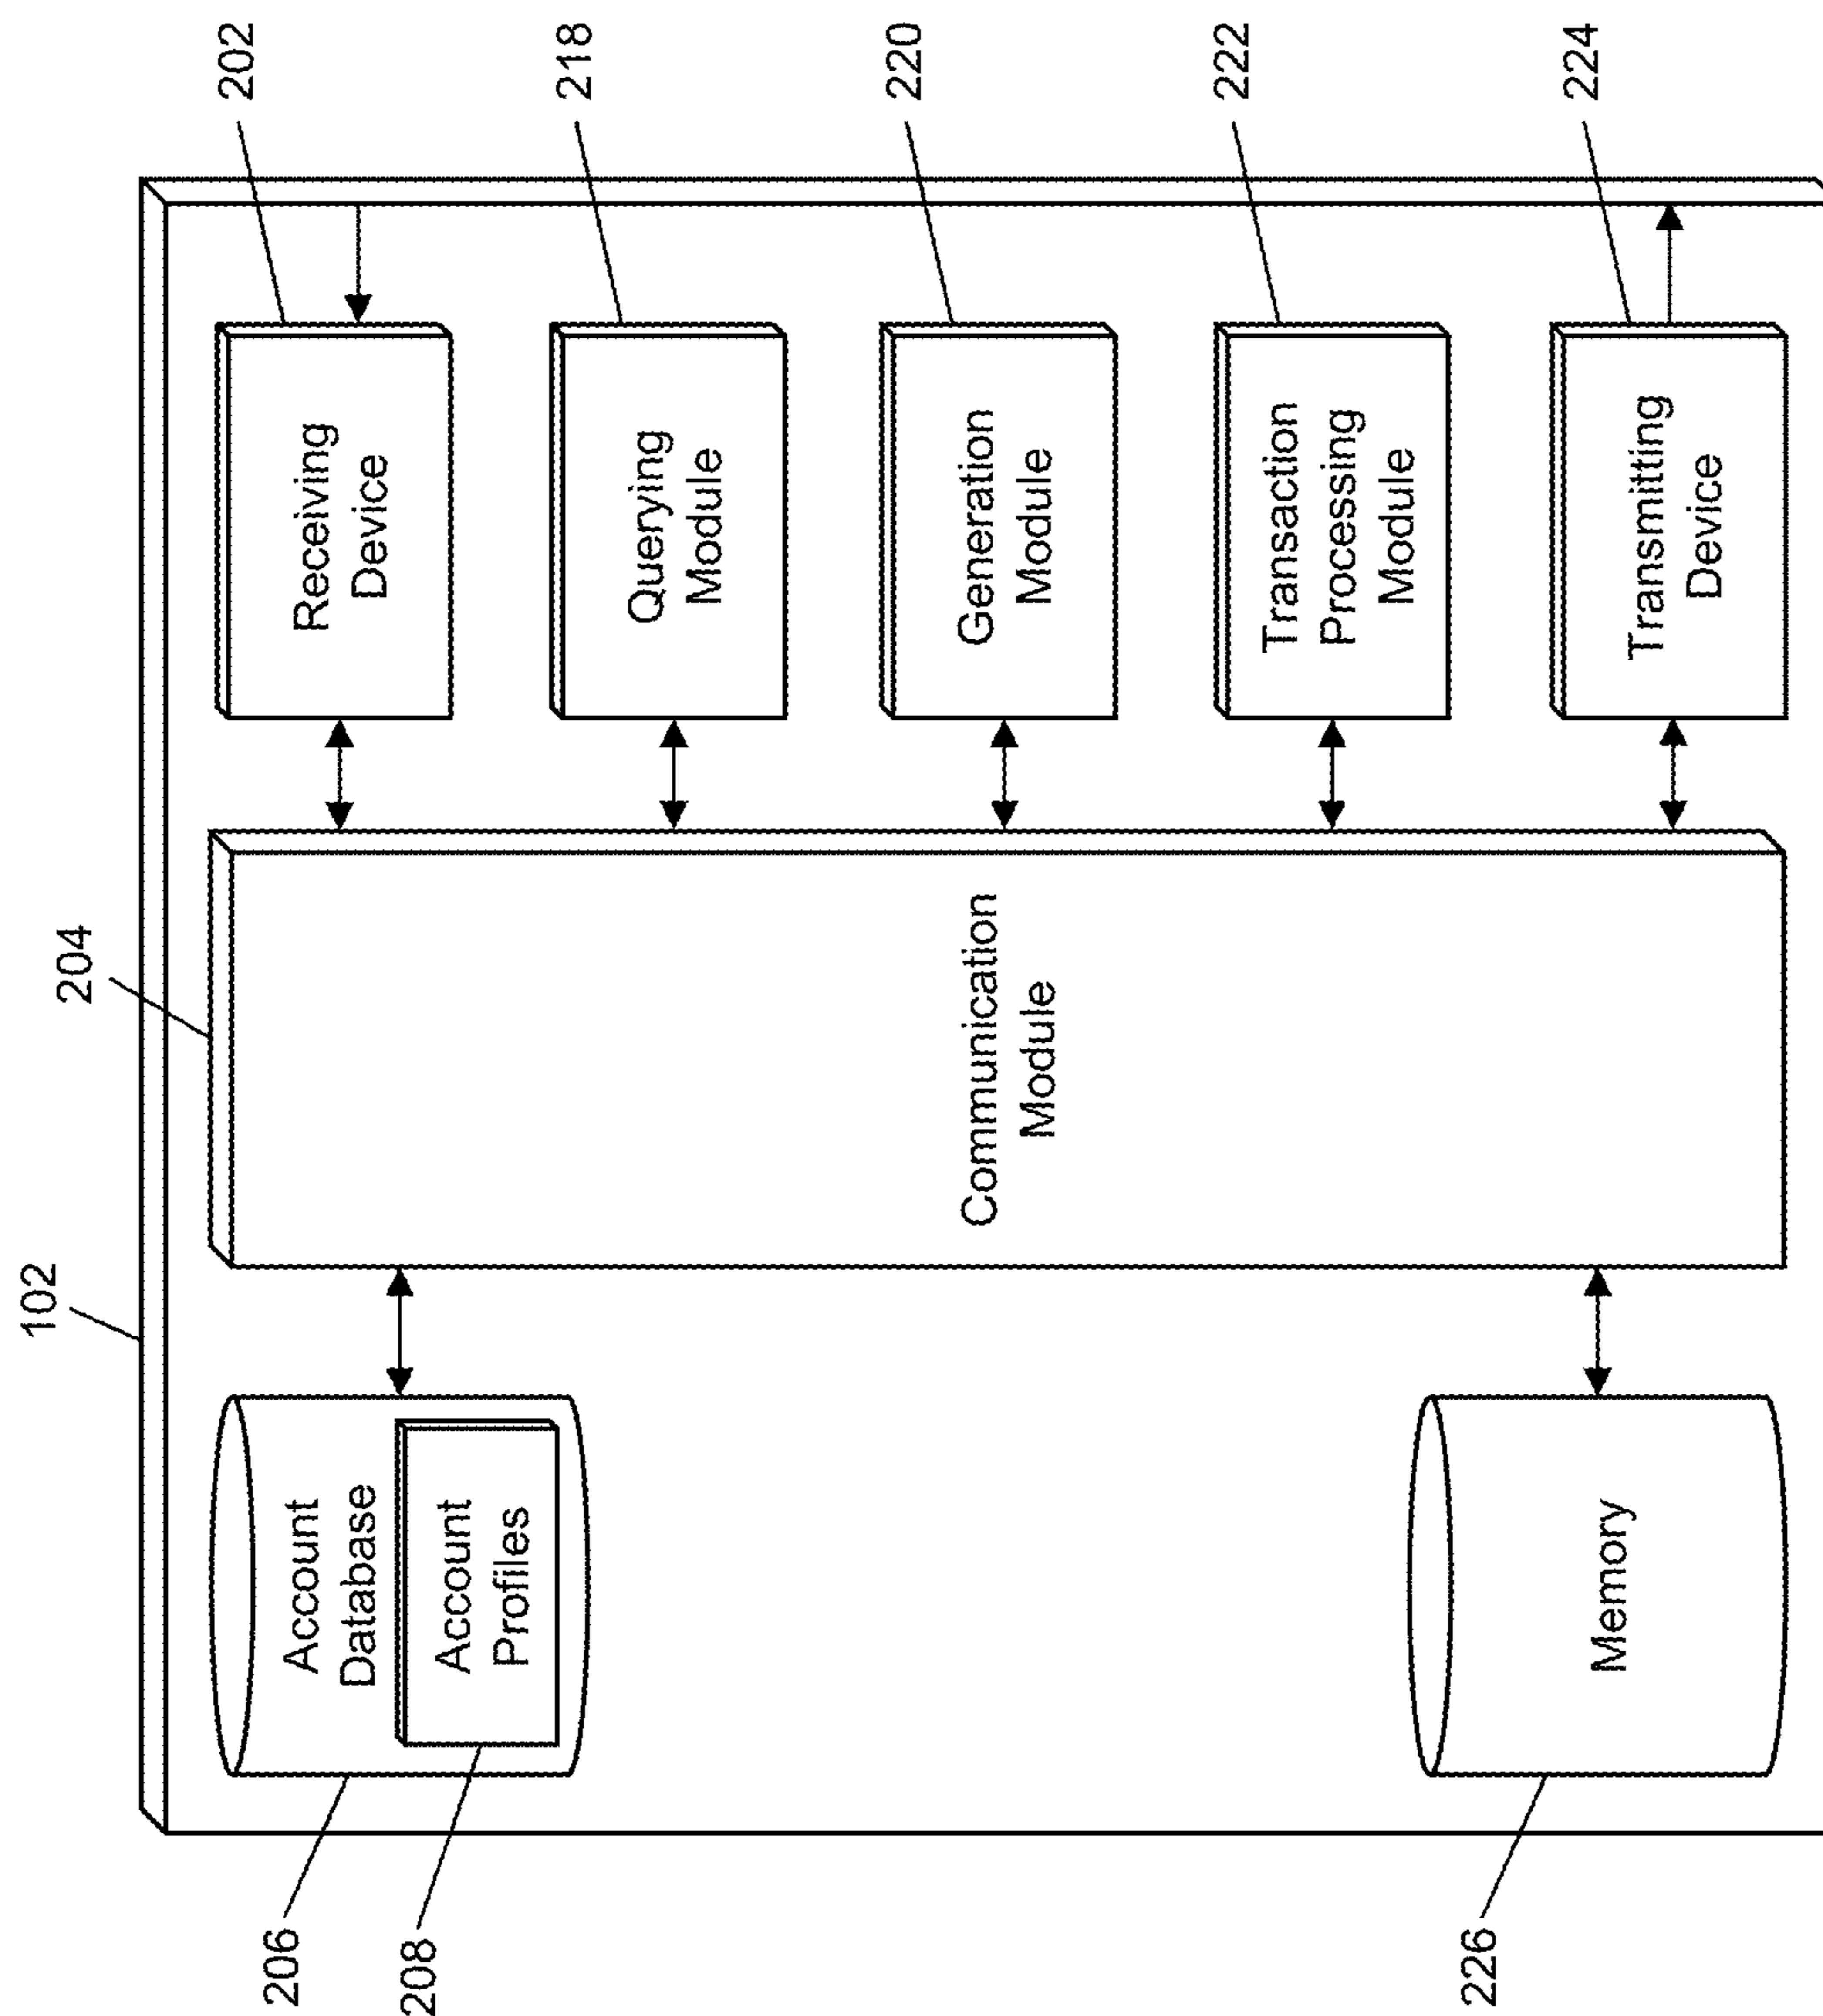 102
204
206
Account
Database
208
Account
Profiles
226
Memory
Communication
Module
Receiving
Device
202
Querying
Module
218
Generation
Module
220
Transaction
Processing
Module
222
Transmitting
Device
224